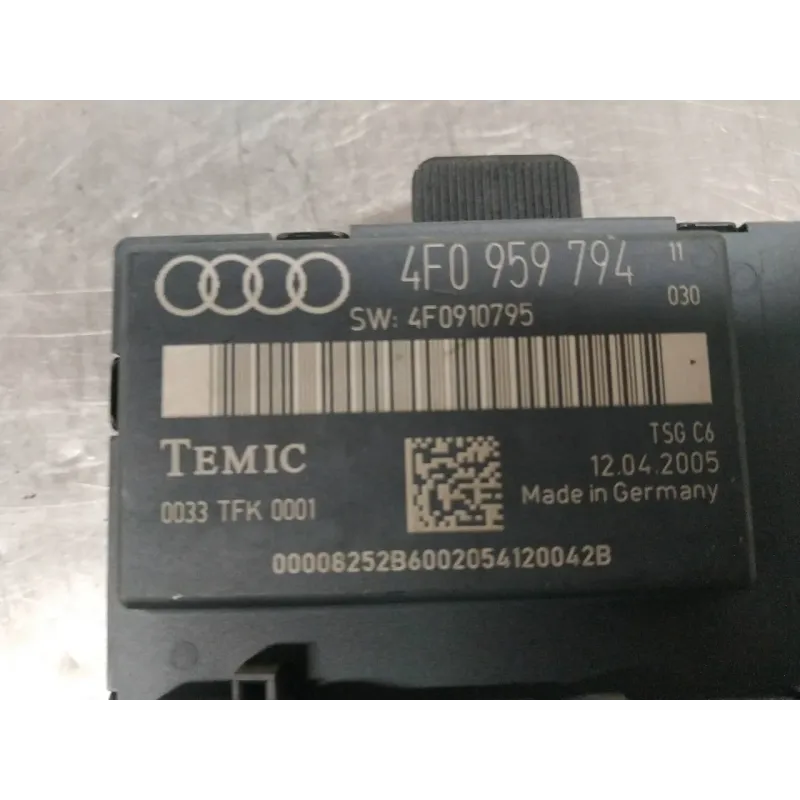 4F0 959 794 11
030
SW: 4F0910795
TEMIC
TSG C6
12.04.2005
0033 TFK 0001
Made in Germany
00008252B6002054120042B